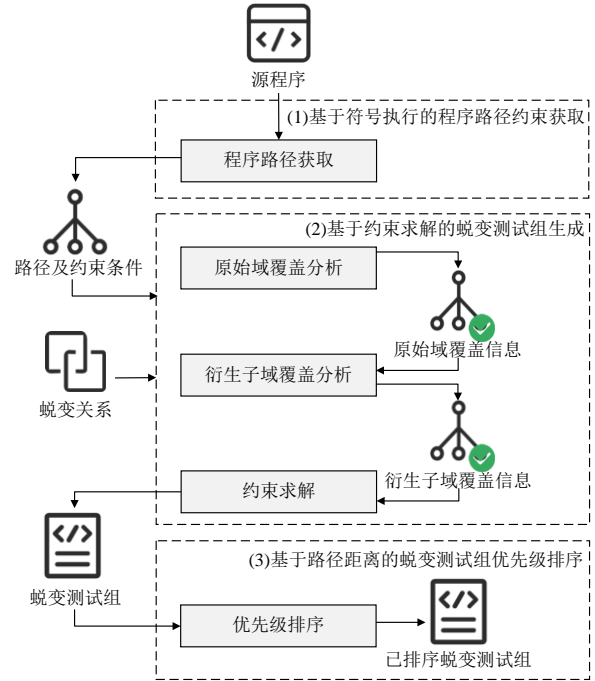 源程序
(1)基于符号执行的程序路径约束获取
程序路径获取
路径及约束条件
(2)基于约束求解的蜕变测试组生成
原始域覆盖分析
原始域覆盖信息
蜕变关系
衍生子域覆盖分析
衍生子域覆盖信息
约束求解
蜕变测试组
(3)基于路径距离的蜕变测试组优先级排序
优先级排序
已排序蜕变测试组